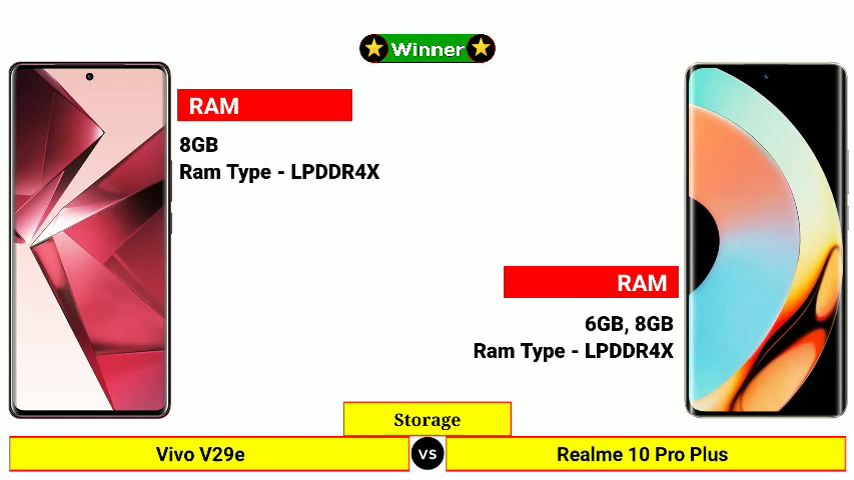 Winner
RAM
8GB
Ram Type - LPDDR4X
RAM
6GB, 8GB
Ram Type - LPDDR4X
Storage
Vivo V29e
VS
Realme 10 Pro Plus